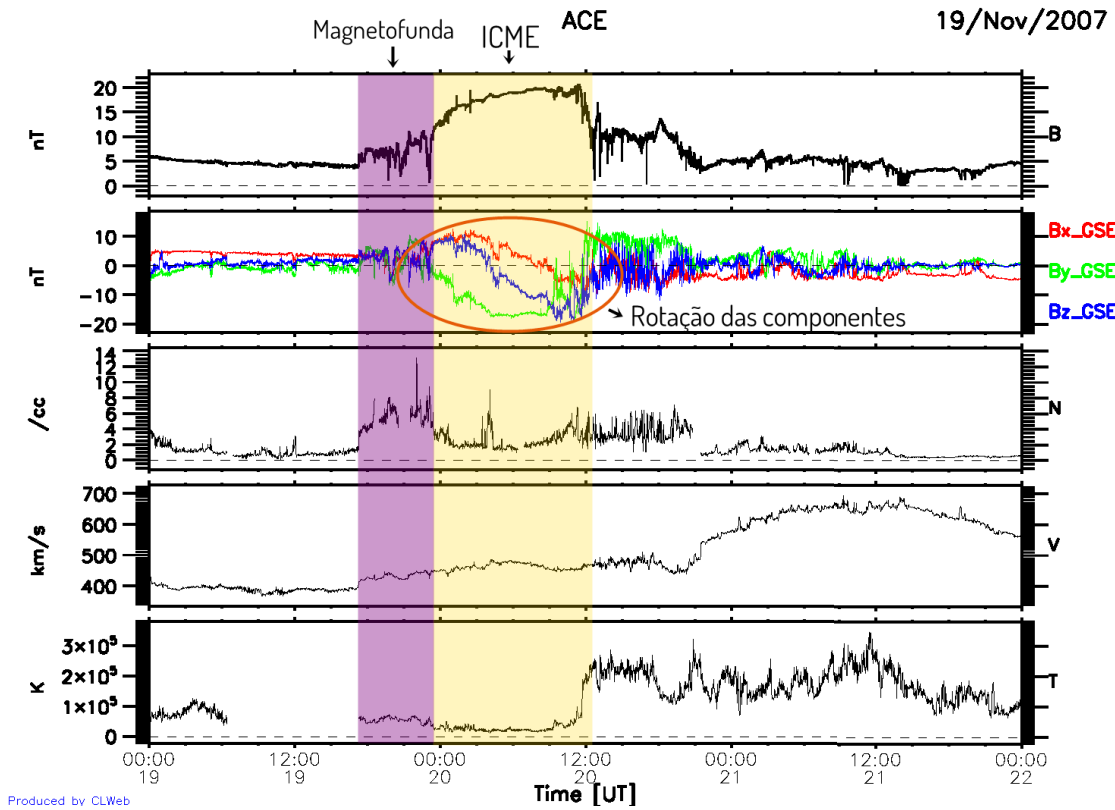 ACE
19/Nov/2007
Magnetofunda
ICME
20
15
10
5
0
nT
B
10
0
-10
-20
nT
Bx_GSE
By_GSE
Bz_GSE
Rotação das componentes
14
12
10
8
6
4
2
0
/cc
N
700
600
500
400
km/s
V
3×10⁵
2×10⁵
1×10⁵
0
K
T
00:00 12:00 00:00 12:00 00:00 12:00 00:00
19 19 20 20 21 21 22
Time [UT]
Produced by CLWeb